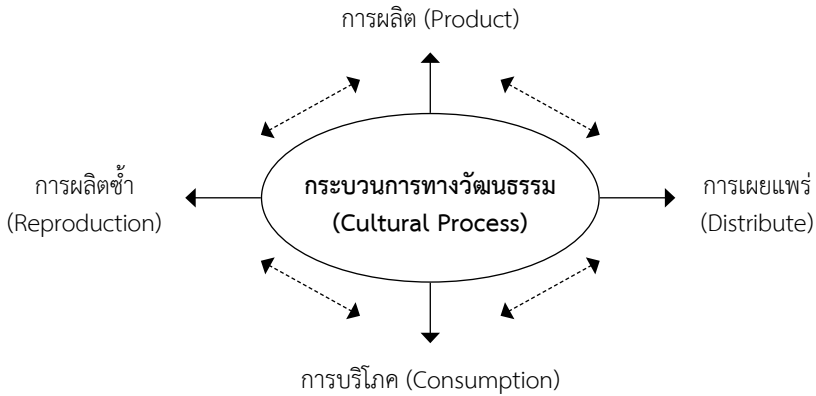 การผลิต (Product)
การผลิตซ้ำ
(Reproduction)
กระบวนการทางวัฒนธรรม
(Cultural Process)
การเผยแพร่
(Distribute)
การบริโภค (Consumption)